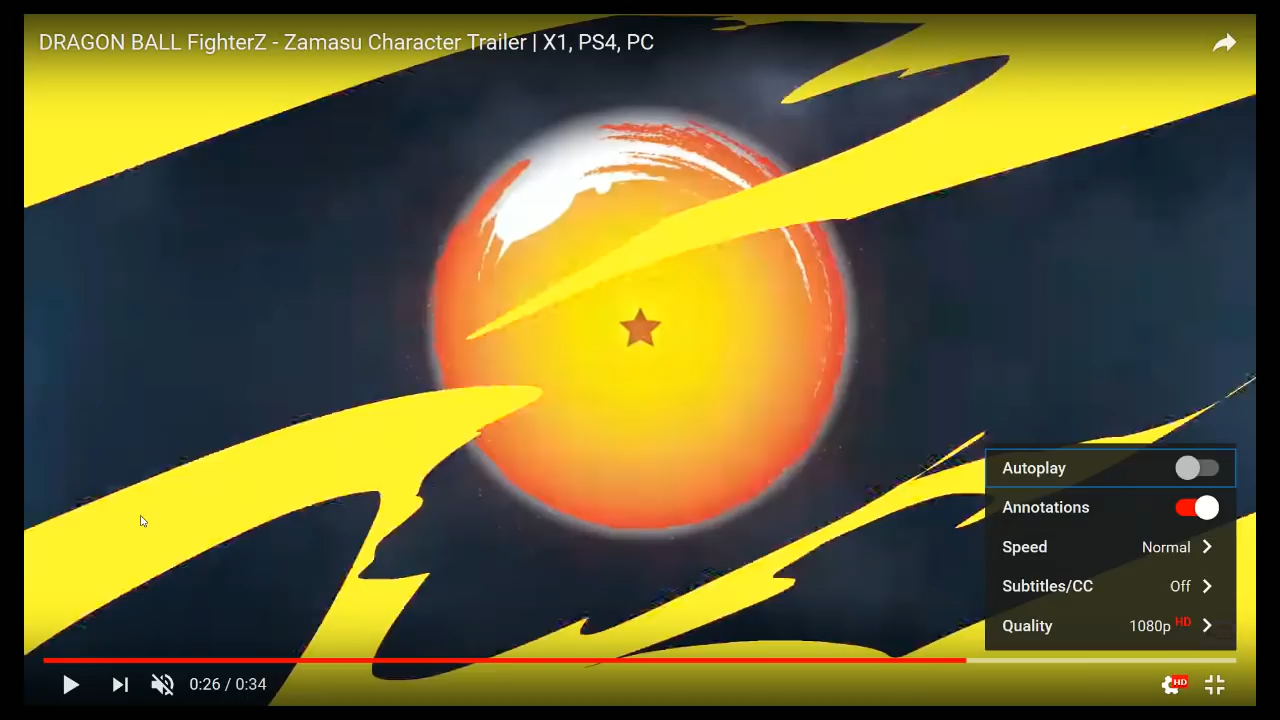 DRAGON BALL FighterZ - Zamasu Character Trailer | X1, PS4, PC
Autoplay
Annotations
Speed Normal
Subtitles/CC Off
Quality 1080p HD
0:26 / 0:34 HD